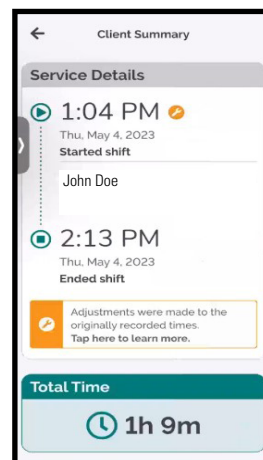 Client Summary
Service Details
1:04 PM
Thu, May 4, 2023
Started shift
John Doe
2:13 PM
Thu, May 4, 2023
Ended shift
Adjustments were made to the
originally recorded times.
Tap here to learn more.
Total Time
1h 9m